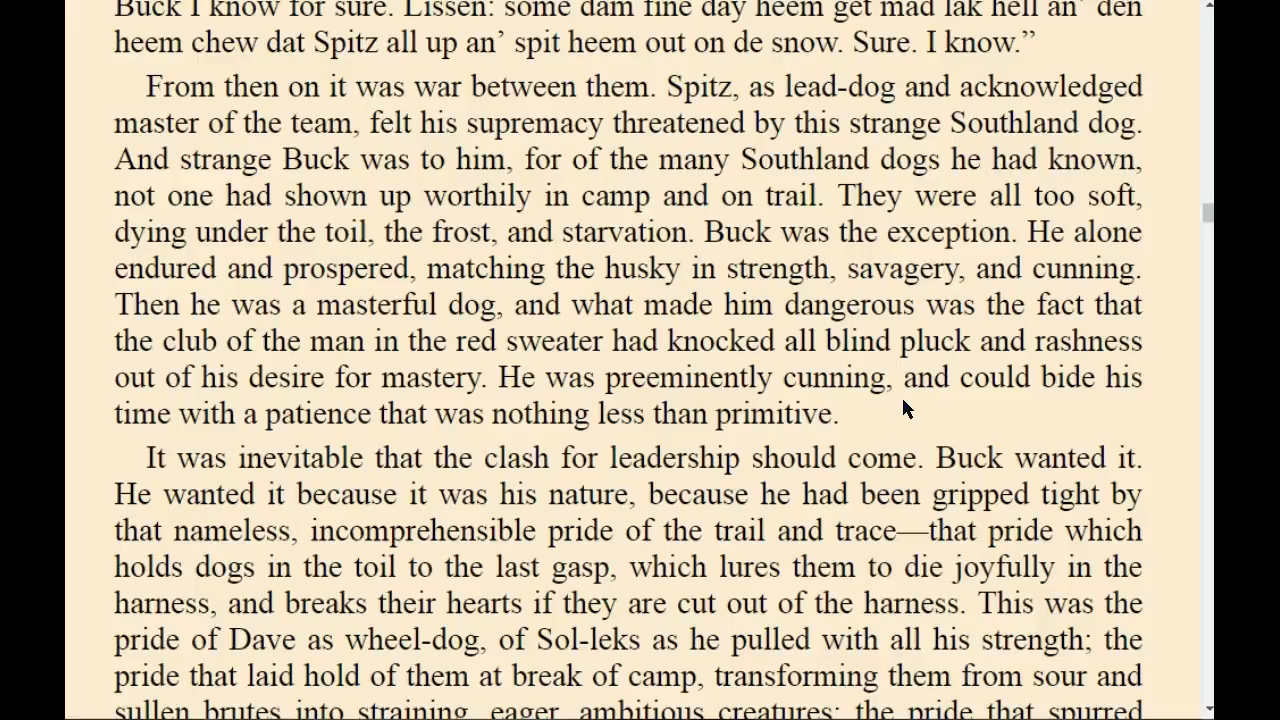 Buck I know for sure. Lissen: some dam fine day heem get mad lak hell an’ den
heem chew dat Spitz all up an’ spit heem out on de snow. Sure. I know.”
From then on it was war between them. Spitz, as lead-dog and acknowledged
master of the team, felt his supremacy threatened by this strange Southland dog.
And strange Buck was to him, for of the many Southland dogs he had known,
not one had shown up worthily in camp and on trail. They were all too soft,
dying under the toil, the frost, and starvation. Buck was the exception. He alone
endured and prospered, matching the husky in strength, savagery, and cunning.
Then he was a masterful dog, and what made him dangerous was the fact that
the club of the man in the red sweater had knocked all blind pluck and rashness
out of his desire for mastery. He was preeminently cunning, and could bide his
time with a patience that was nothing less than primitive.
It was inevitable that the clash for leadership should come. Buck wanted it.
He wanted it because it was his nature, because he had been gripped tight by
that nameless, incomprehensible pride of the trail and trace—that pride which
holds dogs in the toil to the last gasp, which lures them to die joyfully in the
harness, and breaks their hearts if they are cut out of the harness. This was the
pride of Dave as wheel-dog, of Sol-leks as he pulled with all his strength; the
pride that laid hold of them at break of camp, transforming them from sour and
sullen brutes into straining, eager, ambitious creatures; the pride that spurred